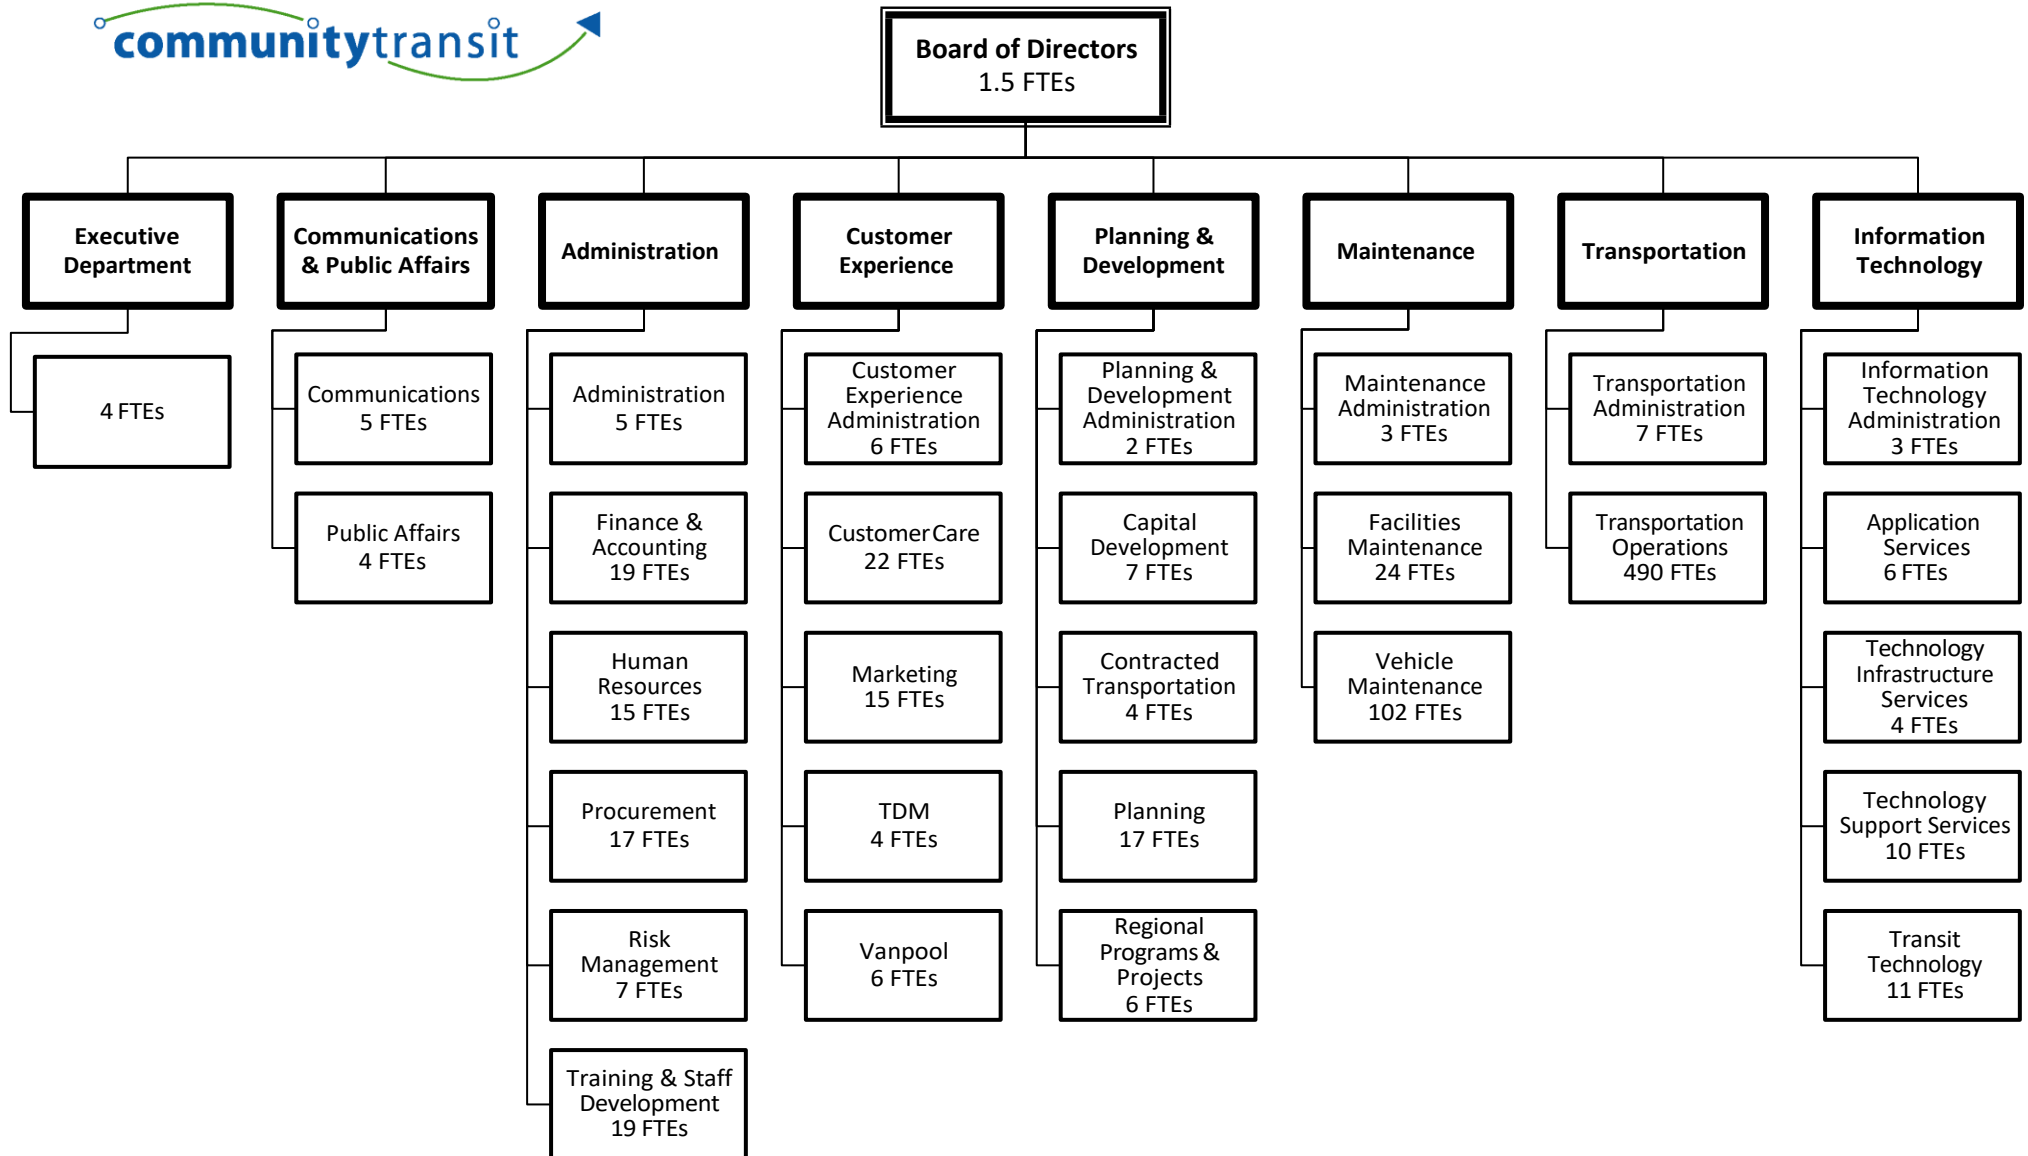 communitytransit
Board of Directors
1.5 FTEs
Executive
Department
4 FTEs
Communications
& Public Affairs
Communications
5 FTEs
Public Affairs
4 FTEs
Administration
Administration
5 FTEs
Finance &
Accounting
19 FTEs
Human
Resources
15 FTEs
Procurement
17 FTEs
Risk
Management
7 FTEs
Training & Staff
Development
19 FTEs
Customer
Experience
Customer
Experience
Administration
6 FTEs
Customer Care
22 FTEs
Marketing
15 FTEs
TDM
4 FTEs
Vanpool
6 FTEs
Planning &
Development
Planning &
Development
Administration
2 FTEs
Capital
Development
7 FTEs
Contracted
Transportation
4 FTEs
Planning
17 FTEs
Regional
Programs &
Projects
6 FTEs
Maintenance
Maintenance
Administration
3 FTEs
Facilities
Maintenance
24 FTEs
Vehicle
Maintenance
102 FTEs
Transportation
Transportation
Administration
7 FTEs
Transportation
Operations
490 FTEs
Information
Technology
Information
Technology
Administration
3 FTEs
Application
Services
6 FTEs
Technology
Infrastructure
Services
4 FTEs
Technology
Support Services
10 FTEs
Transit
Technology
11 FTEs